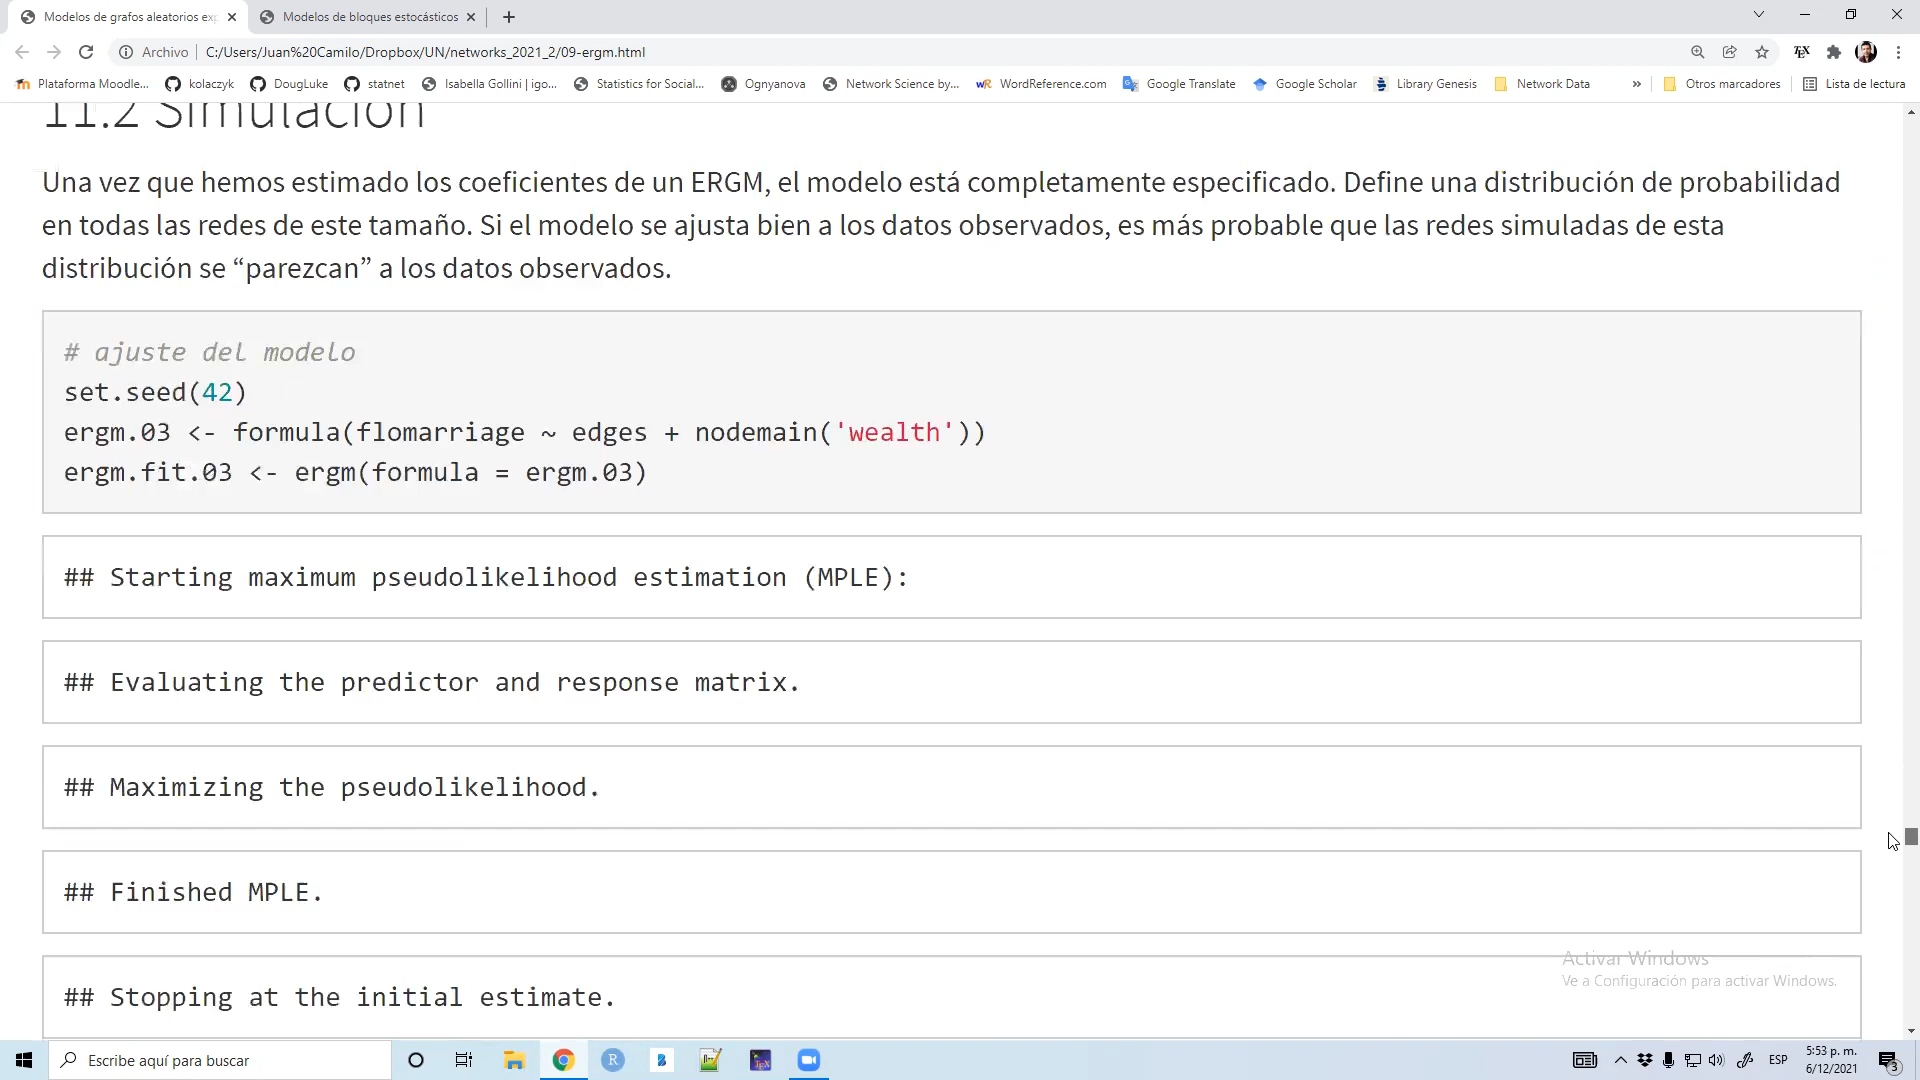 Modelos de grafos aleatorios exp
Modelos de bloques estocásticos
Archivo
C:/Users/Juan%20Camilo/Dropbox/UN/networks_2021_2/09-ergm.html
Plataforma Moodle...
kolaczyk
DougLuke
statnet
Isabella Gollini | igo...
Statistics for Social...
Ognyanova
Network Science by...
WordReference.com
Google Translate
Google Scholar
Library Genesis
Network Data
»
Otros marcadores
Lista de lectura
11.2 Simulación
Una vez que hemos estimado los coeficientes de un ERGM, el modelo está completamente especificado. Define una distribución de probabilidad
en todas las redes de este tamaño. Si el modelo se ajusta bien a los datos observados, es más probable que las redes simuladas de esta
distribución se “parezcan” a los datos observados.
# ajuste del modelo
set.seed(42)
ergm.03 <- formula(flomarriage ~ edges + nodemain('wealth'))
ergm.fit.03 <- ergm(formula = ergm.03)
## Starting maximum pseudolikelihood estimation (MPLE):
## Evaluating the predictor and response matrix.
## Maximizing the pseudolikelihood.
## Finished MPLE.
## Stopping at the initial estimate.
Activar Windows
Ve a Configuración para activar Windows.
Escribe aquí para buscar
ESP
5:53 p. m.
6/12/2021
3